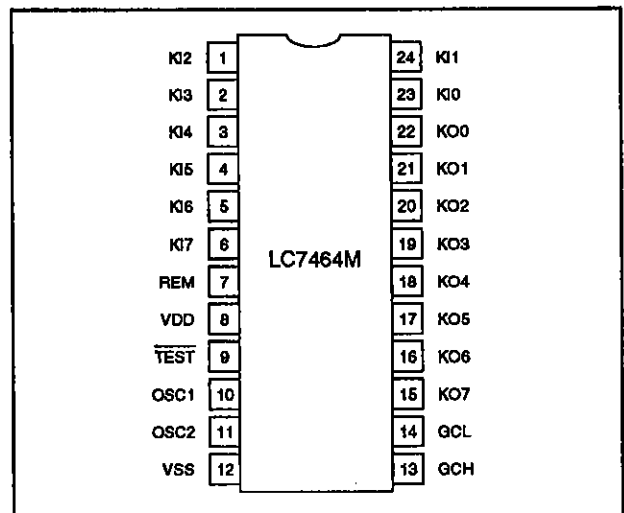 KI2 1 24 KI1
KI3 2 23 KI0
KI4 3 22 KO0
KI5 4 21 KO1
KI6 5 20 KO2
KI7 6 19 KO3
LC7464M
REM 7 18 KO4
VDD 8 17 KO5
TEST 9 16 KO6
OSC1 10 15 KO7
OSC2 11 14 GCL
VSS 12 13 GCH